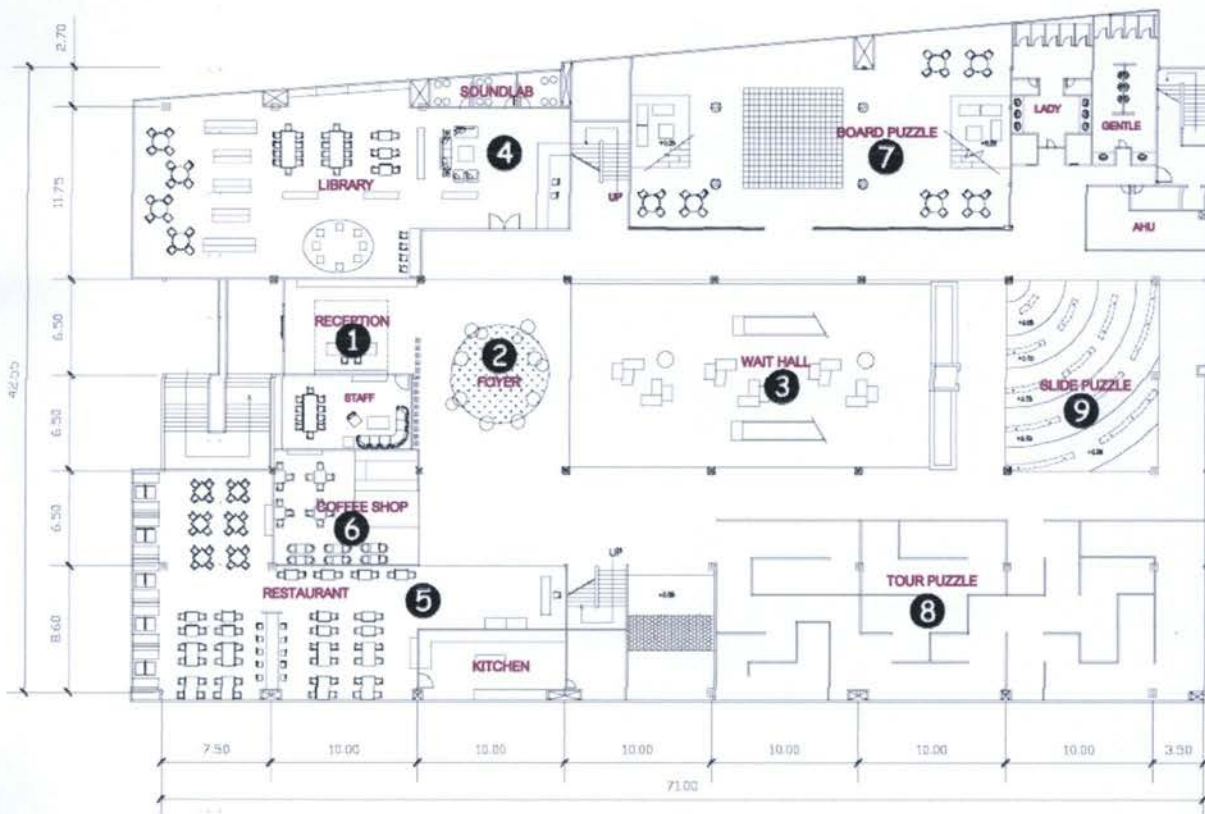 2.70
SOUNDLAB
LADY
GENTLE
BOARD PUZZLE
7
4
LIBRARY
UP
11.75
AHU
42.55
RECEPTION
1
2
FOYER
6.50
WAIT HALL
3
SLIDE PUZZLE
9
STAFF
6.50
COFFEE SHOP
6
6.50
UP
RESTAURANT
5
TOUR PUZZLE
8
8.60
KITCHEN
7.50
10.00
10.00
10.00
10.00
10.00
10.00
3.50
71.00